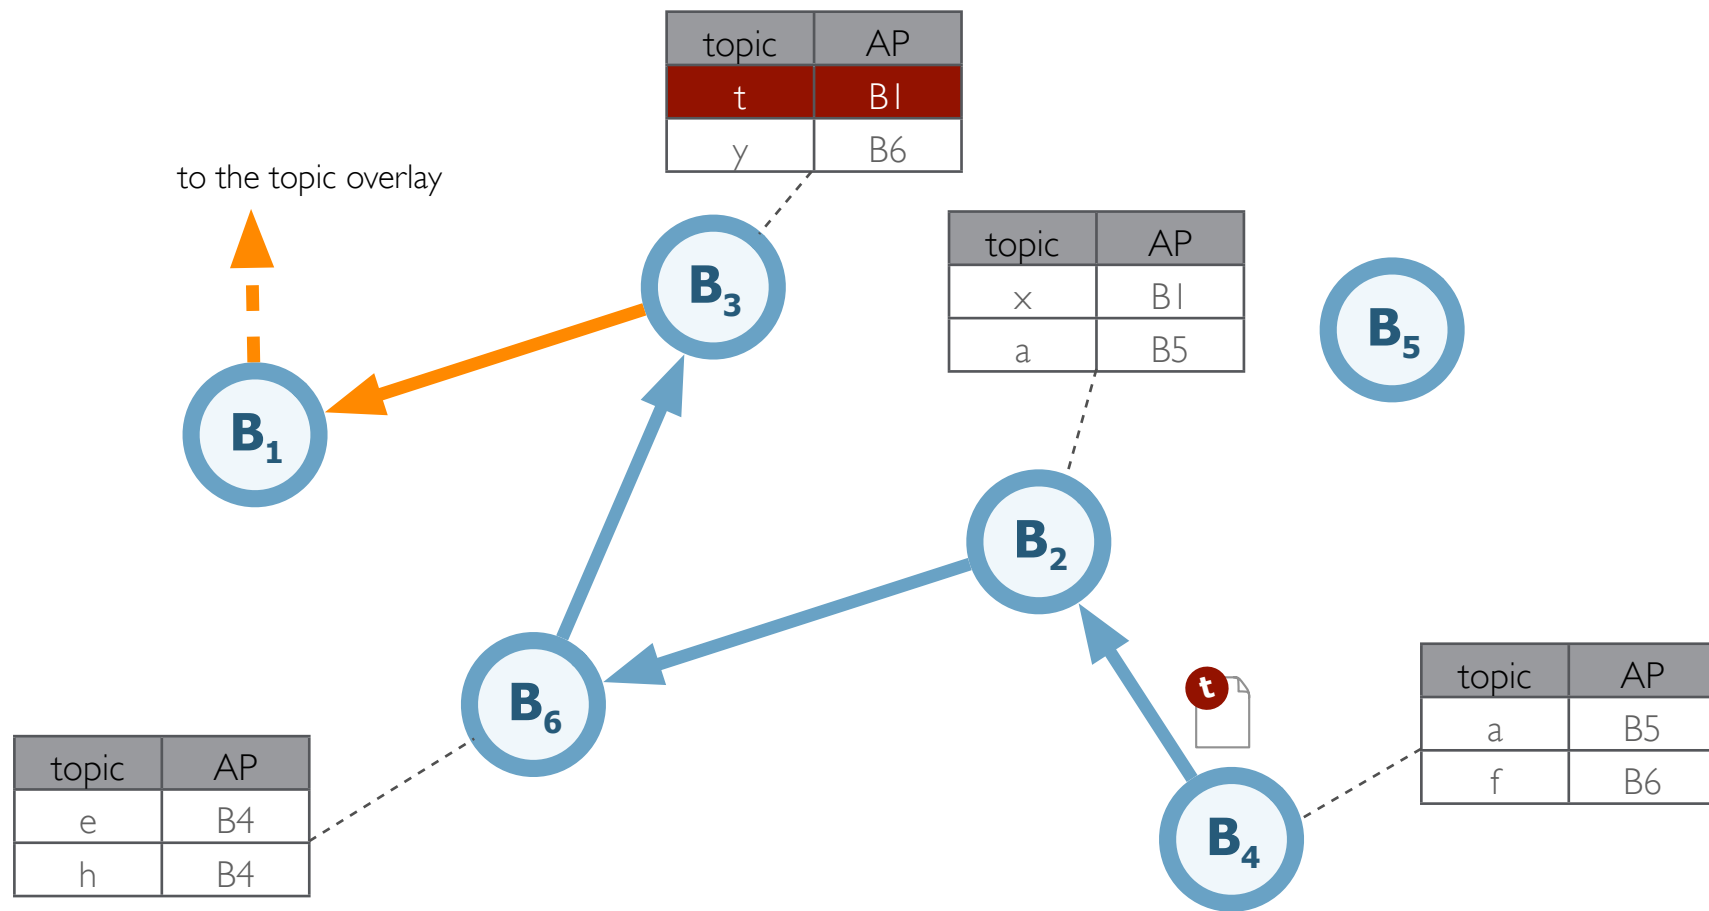 topic AP
t B1
y B6
to the topic overlay
topic AP
x B1
a B5
B3
B5
B1
B2
topic AP
a B5
f B6
t
B6
topic AP
e B4
h B4
B4